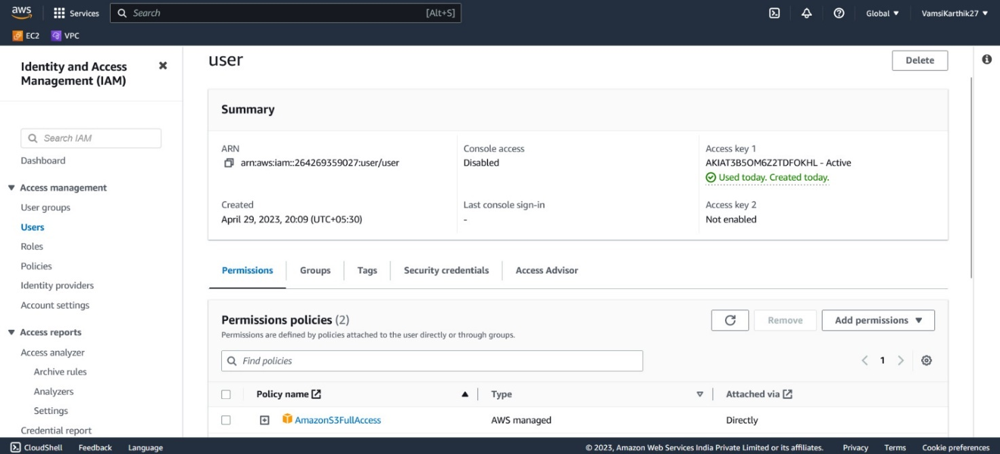 aws Services Search [Alt+S] Global ▼ VamsiKarthik27 ▼
EC2 VPC
Identity and Access
Management (IAM)
Search IAM
Dashboard
Access management
User groups
Users
Roles
Policies
Identity providers
Account settings
Access reports
Access analyzer
Archive rules
Analyzers
Settings
Credential report
user
Delete
Summary
ARN
arn:aws:iam::264269359027:user/user
Created
April 29, 2023, 20:09 (UTC+05:30)
Console access
Disabled
Last console sign-in
-
Access key 1
AKIAT3B5OM6Z2TDFOKHL - Active
Used today. Created today.
Access key 2
Not enabled
Permissions Groups Tags Security credentials Access Advisor
Permissions policies (2)
Permissions are defined by policies attached to the user directly or through groups.
Remove
Add permissions ▼
Find policies
1
Policy name Type Attached via
AmazonS3FullAccess AWS managed Directly
CloudShell Feedback Language © 2023, Amazon Web Services India Private Limited or its affiliates. Privacy Terms Cookie preferences